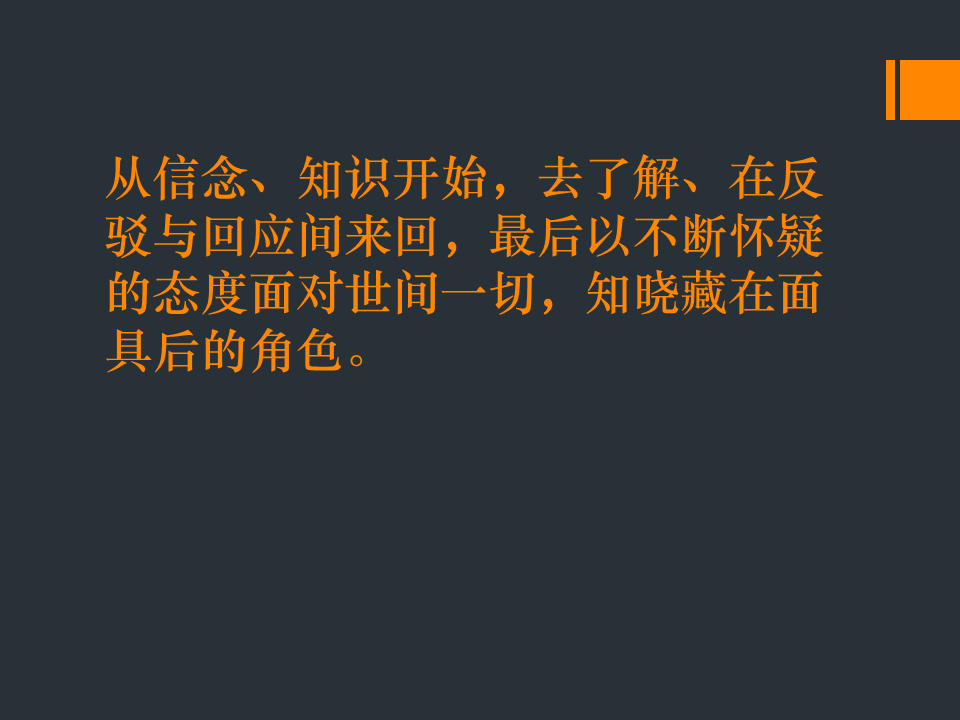 从信念、知识开始，去了解、在反
驳与回应间来回，最后以不断怀疑
的态度面对世间一切，知晓藏在面
具后的角色。